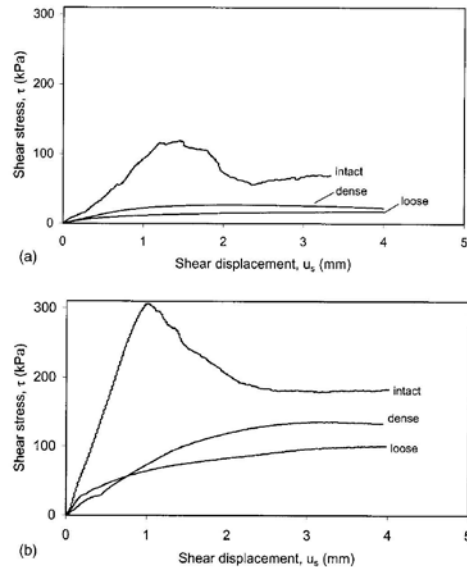 300
200
100
0
Shear stress, τ (kPa)
intact
dense
loose
0 1 2 3 4 5
(a)
Shear displacement, uₛ (mm)
300
200
100
0
Shear stress, τ (kPa)
intact
dense
loose
0 1 2 3 4 5
(b)
Shear displacement, uₛ (mm)